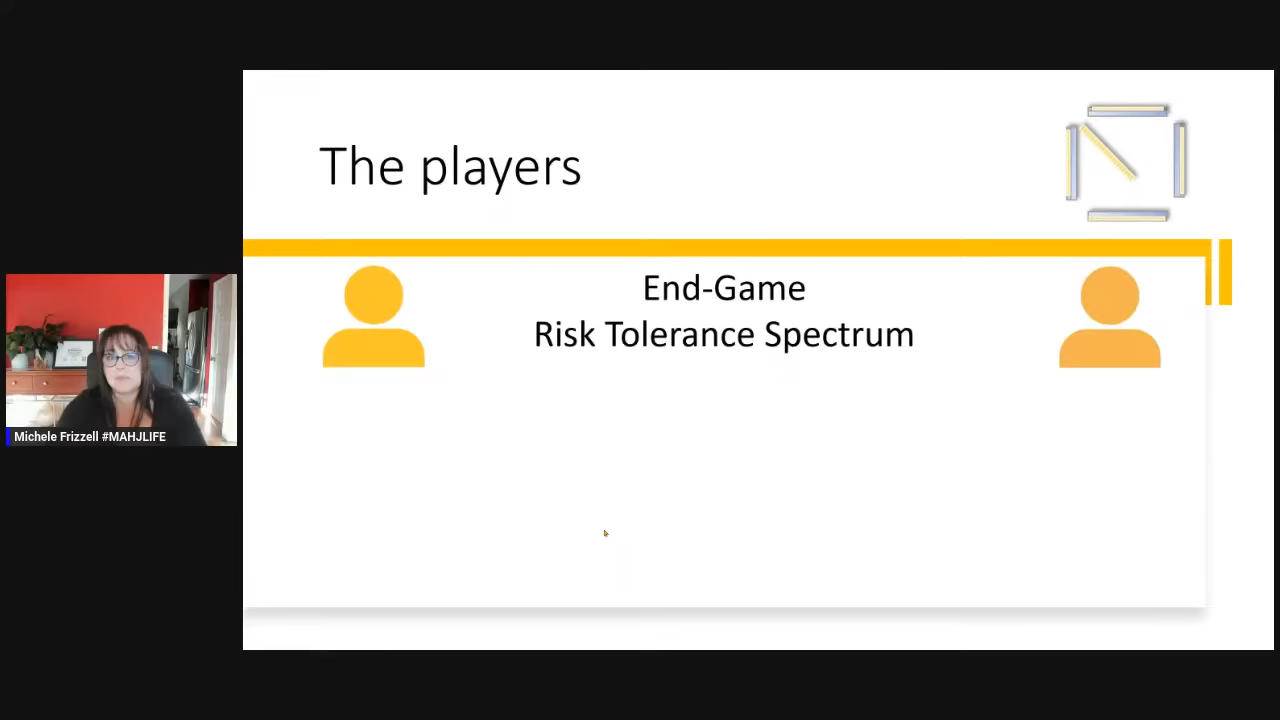 The players
End-Game
Risk Tolerance Spectrum
Michele Frizzell #MAHJLIFE